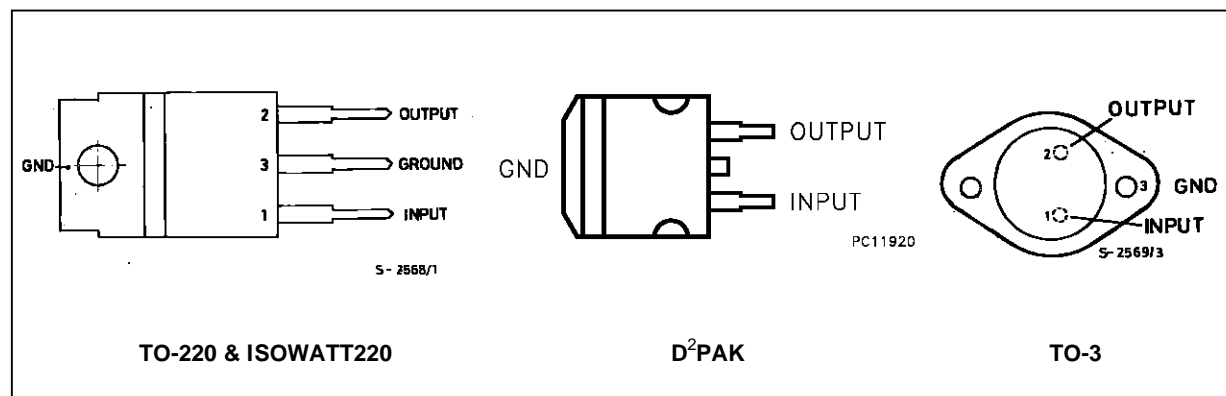 GND
2
OUTPUT
3
GROUND
1
INPUT
S-2568/1
TO-220 & ISOWATT220
GND
OUTPUT
INPUT
PC11920
D²PAK
OUTPUT
2
3
GND
1
INPUT
S-2569/3
TO-3